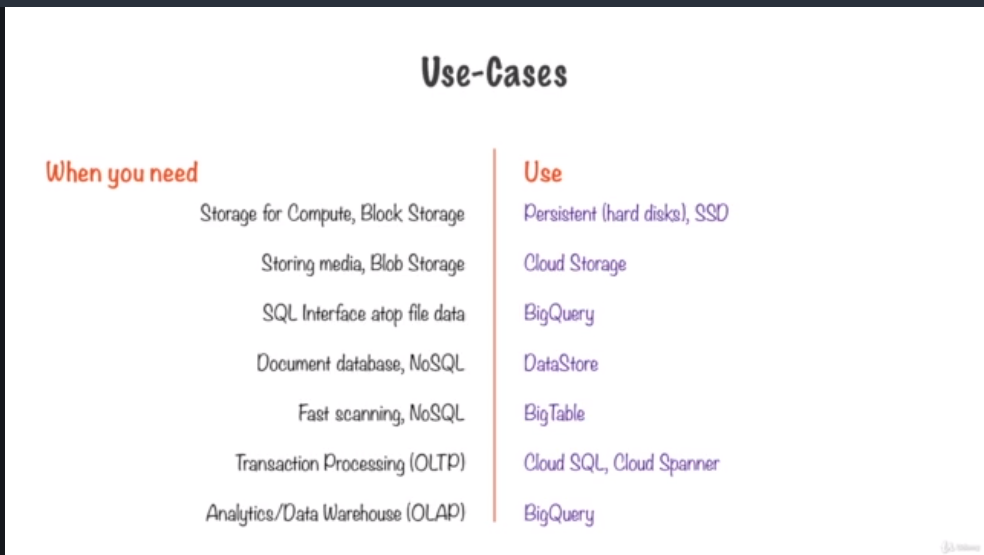 Use-Cases
When you need
Use
Storage for Compute, Block Storage
Persistent (hard disks), SSD
Storing media, Blob Storage
Cloud Storage
SQL Interface atop file data
BigQuery
Document database, NoSQL
DataStore
Fast scanning, NoSQL
BigTable
Transaction Processing (OLTP)
Cloud SQL, Cloud Spanner
Analytics/Data Warehouse (OLAP)
BigQuery